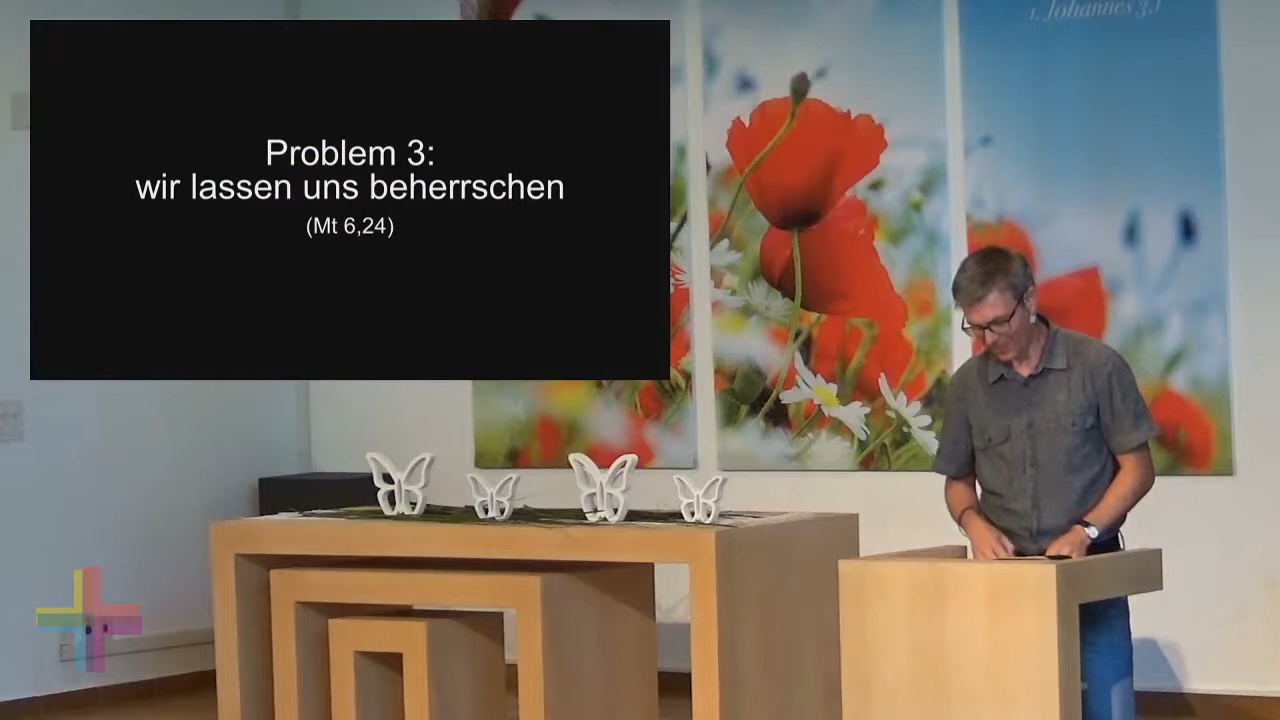 1. Johannes 3,1
Problem 3:
wir lassen uns beherrschen
(Mt 6,24)